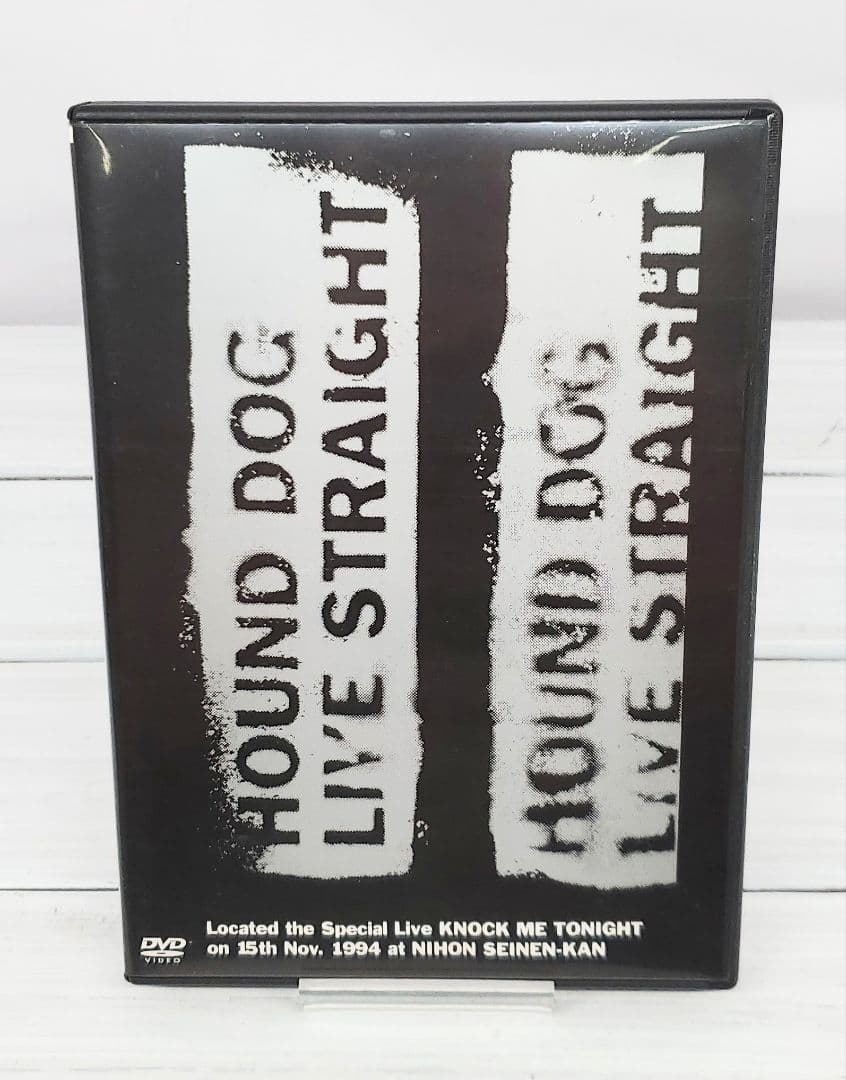 HOUND DOG
LIVE STRAIGHT
HOUND DOG
LIVE STRAIGHT
DVD
VIDEO
Located the Special Live KNOCK ME TONIGHT
on 15th Nov. 1994 at NIHON SEINEN-KAN